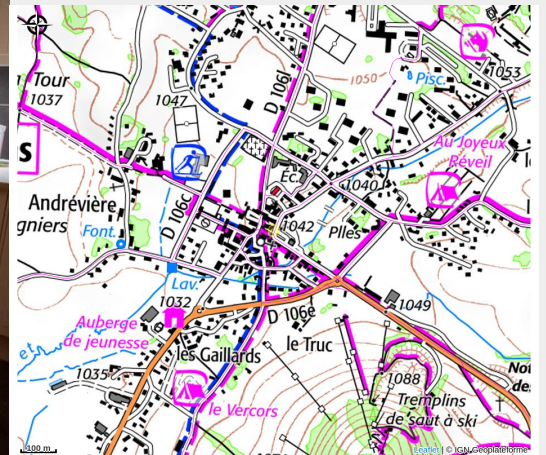 Tour
1037
1047
D 106l
1050
Pisc.
1053
Au Joyeux
Réveil
Andrévière
gniers
Font.
D 106c
Ec.
1040
1042
Plles
Lav.
1032
D 106e
1049
Auberge
de jeunesse
les Gaillards
le Truc
1035
le Vercors
1088
Tremplins
de saut à ski
100 m
Leaflet | © IGN-Geoplateforme